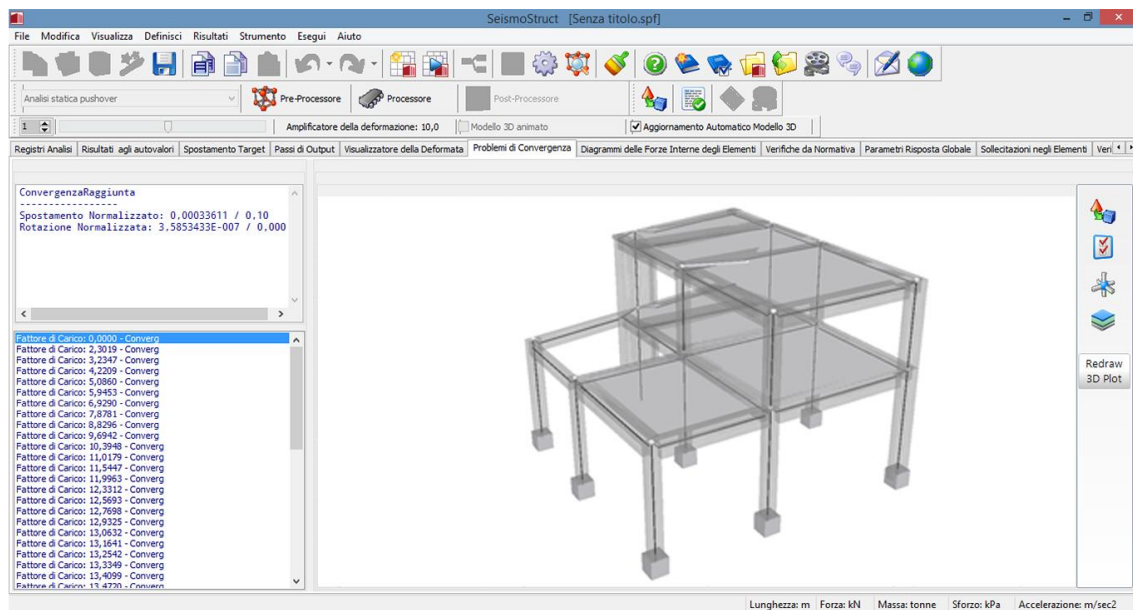 SeismoStruct [Senza titolo.spf]
File Modifica Visualizza Definisci Risultati Strumento Esegui Aiuto
Analisi statica pushover Pre-Processore Processore Post-Processore
1 Amplificatore della deformazione: 10,0 Modello 3D animato Aggiornamento Automatico Modello 3D
Registri Analisi Risultati agli autovalori Spostamento Target Passi di Output Visualizzatore della Deformata Problemi di Convergenza Diagrammi delle Forze Interne degli Elementi Verifiche da Normativa Parametri Risposta Globale Sollecitazioni negli Elementi Veri
ConvergenzaRaggiunta
-----------------
Spostamento Normalizzato: 0,00033611 / 0,10
Rotazione Normalizzata: 3,5853433E-007 / 0,000
Fattore di Carico: 0,0000 - Converg
Fattore di Carico: 2,3019 - Converg
Fattore di Carico: 3,2347 - Converg
Fattore di Carico: 4,2209 - Converg
Fattore di Carico: 5,0860 - Converg
Fattore di Carico: 5,9453 - Converg
Fattore di Carico: 6,9290 - Converg
Fattore di Carico: 7,8781 - Converg
Fattore di Carico: 8,8296 - Converg
Fattore di Carico: 9,6942 - Converg
Fattore di Carico: 10,3948 - Converg
Fattore di Carico: 11,0179 - Converg
Fattore di Carico: 11,5447 - Converg
Fattore di Carico: 11,9963 - Converg
Fattore di Carico: 12,3312 - Converg
Fattore di Carico: 12,5693 - Converg
Fattore di Carico: 12,7698 - Converg
Fattore di Carico: 12,9325 - Converg
Fattore di Carico: 13,0632 - Converg
Fattore di Carico: 13,1641 - Converg
Fattore di Carico: 13,2542 - Converg
Fattore di Carico: 13,3349 - Converg
Fattore di Carico: 13,4099 - Converg
Fattore di Carico: 13,4720 - Converg
Redraw
3D Plot
Lunghezza: m Forza: kN Massa: tonne Sforzo: kPa Accelerazione: m/sec2